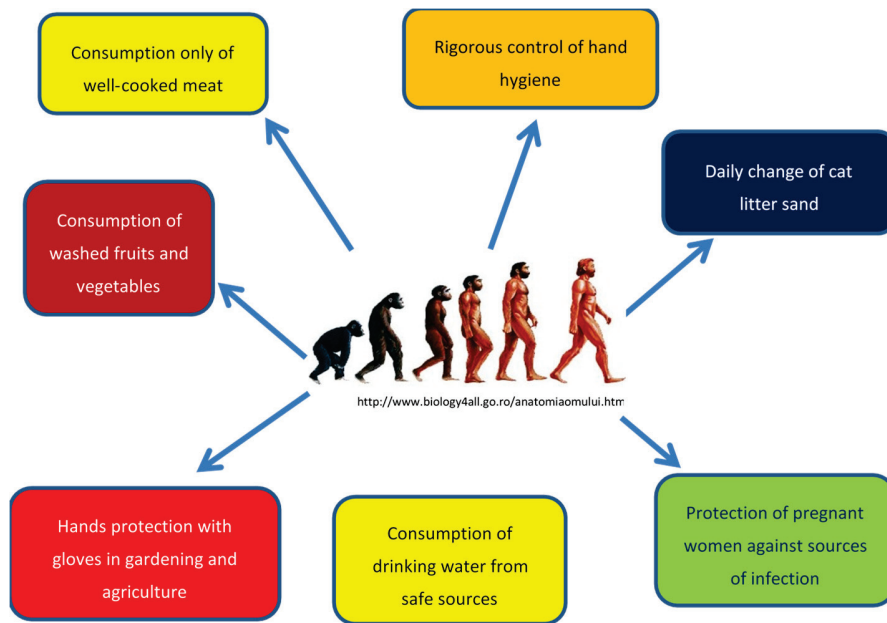 Consumption only of
well-cooked meat
Rigorous control of hand
hygiene
Daily change of cat
litter sand
Consumption of
washed fruits and
vegetables
http://www.biology4all.go.ro/anatomiaomului.htm
Hands protection with
gloves in gardening and
agriculture
Consumption of
drinking water from
safe sources
Protection of pregnant
women against sources
of infection